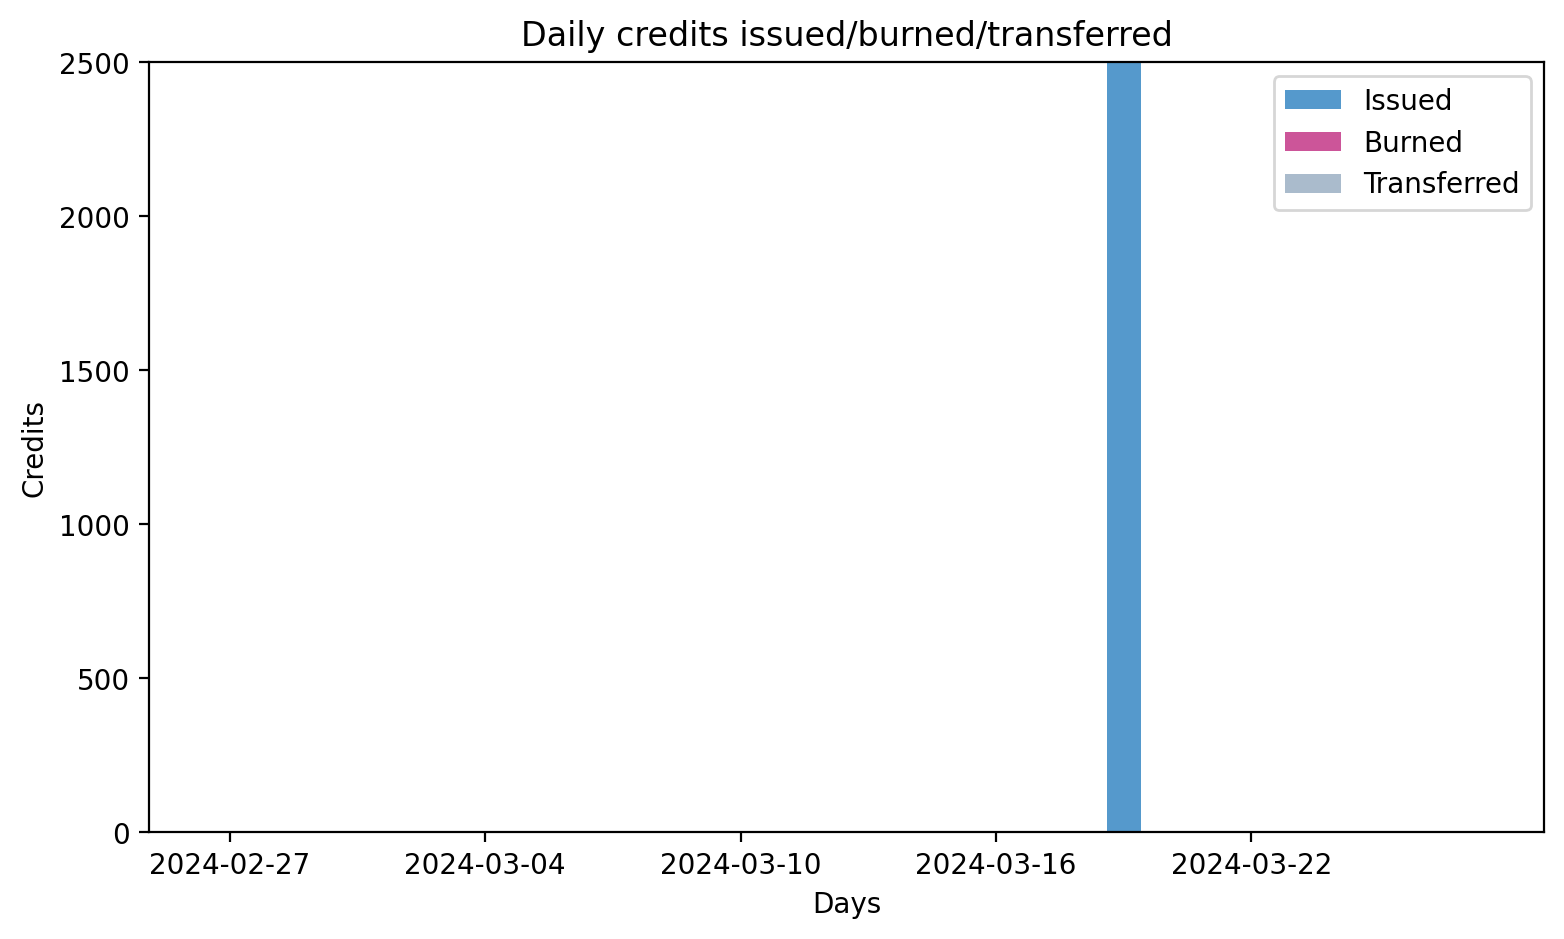 Daily credits issued/burned/transferred
2500
2000
1500
1000
500
0
Credits
Issued
Burned
Transferred
2024-02-27
2024-03-04
2024-03-10
2024-03-16
2024-03-22
Days